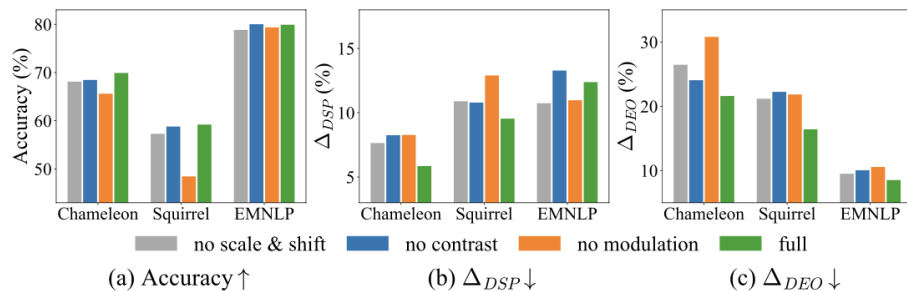 Accuracy (%)
80
70
60
50
Chameleon Squirrel EMNLP
Δ_DSP (%)
15
10
5
Chameleon Squirrel EMNLP
Δ_DEO (%)
30
20
10
Chameleon Squirrel EMNLP
no scale & shift no contrast no modulation full
(a) Accuracy ↑ (b) Δ_DSP ↓ (c) Δ_DEO ↓